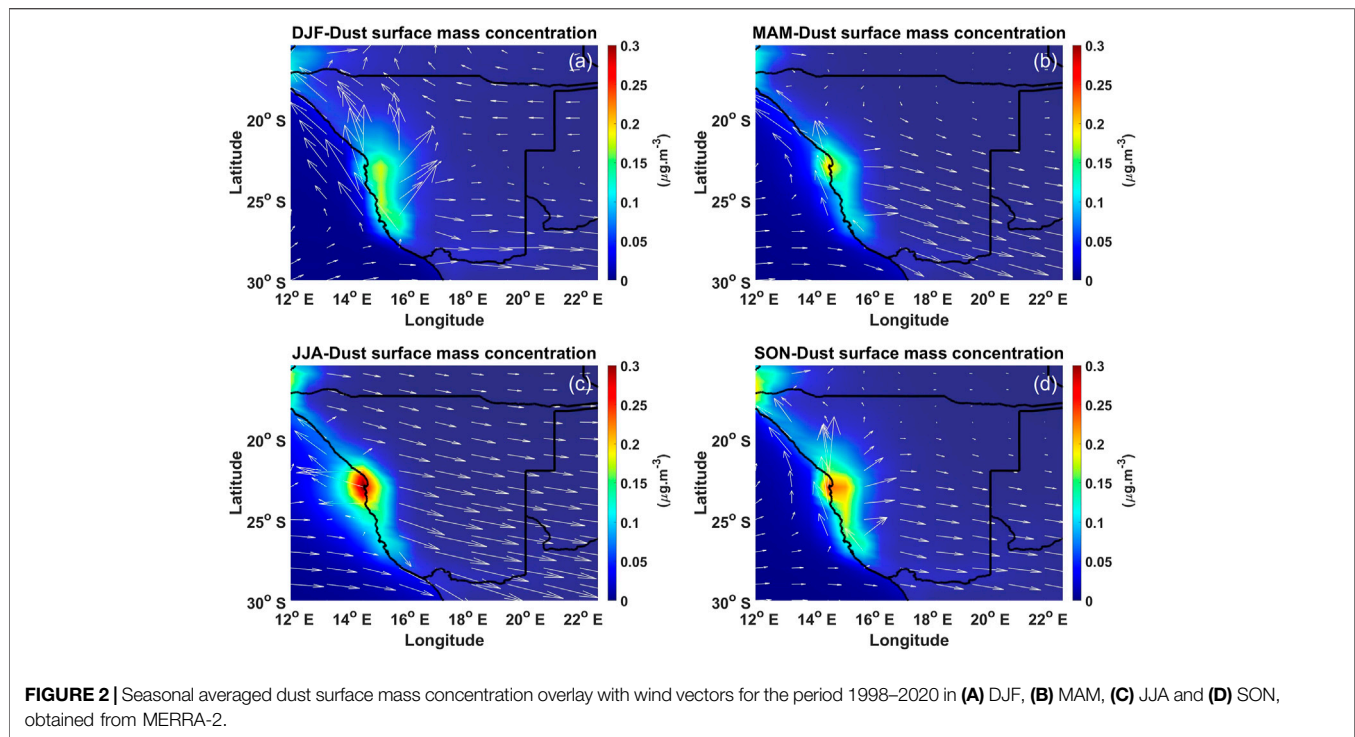 DJF-Dust surface mass concentration
(a)
0.3
0.25
0.2
0.15
0.1
0.05
0
(μg.m-3)
Latitude
20° S
25° S
30° S
12° E 14° E 16° E 18° E 20° E 22° E
Longitude
MAM-Dust surface mass concentration
(b)
0.3
0.25
0.2
0.15
0.1
0.05
0
(μg.m-3)
Latitude
20° S
25° S
30° S
12° E 14° E 16° E 18° E 20° E 22° E
Longitude
JJA-Dust surface mass concentration
(c)
0.3
0.25
0.2
0.15
0.1
0.05
0
(μg.m-3)
Latitude
20° S
25° S
30° S
12° E 14° E 16° E 18° E 20° E 22° E
Longitude
SON-Dust surface mass concentration
(d)
0.3
0.25
0.2
0.15
0.1
0.05
0
(μg.m-3)
Latitude
20° S
25° S
30° S
12° E 14° E 16° E 18° E 20° E 22° E
Longitude
FIGURE 2 | Seasonal averaged dust surface mass concentration overlay with wind vectors for the period 1998–2020 in (A) DJF, (B) MAM, (C) JJA and (D) SON,
obtained from MERRA-2.